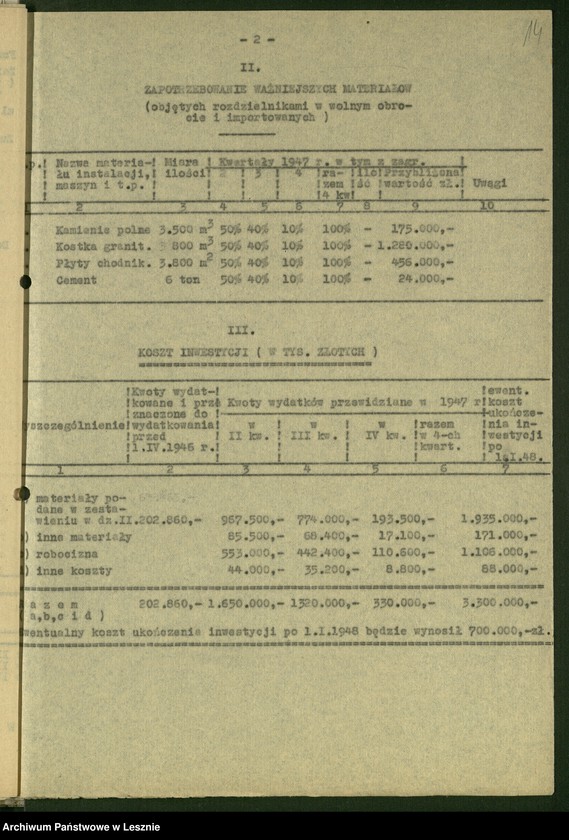 14
- 2 -
II.
ZAPOTRZEBOWANIE WAŻNIEJSZYCH MATERIAŁOW
(objętych rozdzielnikami w wolnym obro-
cie i importowanych )
.p.! Nazwa materia- ! Miara ! Kwartały 1947 r. w tym z zagr.
łu instalacji, ! ilości ! 2 ! 3 ! 4 ! ra- ! ilo ! Przybliżona
maszyn i t.p. zem ść wartość zł. ! Uwagi
4 kw
2 3 4 5 6 7 8 9 10
Kamienie polne 3.500 m3 50% 40% 10% 100% - 175.000,-
Kostka granit. 800 m3 50% 40% 10% 100% - 1.280.000,-
Płyty chodnik. 3.800 m2 50% 40% 10% 100% - 456.000,-
Cement 6 ton 50% 40% 10% 100% - 24.000,-
III.
KOSZT INWESTYCJI ( W TYS. ZŁOTYCH )
yszczególnienie ! Kwoty wydat- ! Kwoty wydatków przewidziane w 1947 r ! ewent.
kowane i prze koszt
znaczone do ukończe-
wydatkowania ! w ! w ! w ! razem ! nia in-
przed II kw. ! III kw. ! IV kw. ! w 4-ch ! westycji
1.IV.1946 r. kwart. po
1.I.48.
1 2 3 4 5 6 7
) materiały po-
dane w zesta-
wieniu w dz.II. 202.860,- 967.500,- 774.000,- 193.500,- 1.935.000,-
) inne materiały 85.500,- 68.400,- 17.100,- 171.000,-
) robocizna 553.000,- 442.400,- 110.600,- 1.106.000,-
) inne koszty 44.000,- 35.200,- 8.800,- 88.000,-
a z e m 202.860,- 1.650.000,- 1320.000,- 330.000,- 3.300.000,-
a,b,c i d )
wentualny koszt ukończenia inwestycji po 1.I.1948 będzie wynosił 700.000,-zł.
Archiwum Państwowe w Lesznie